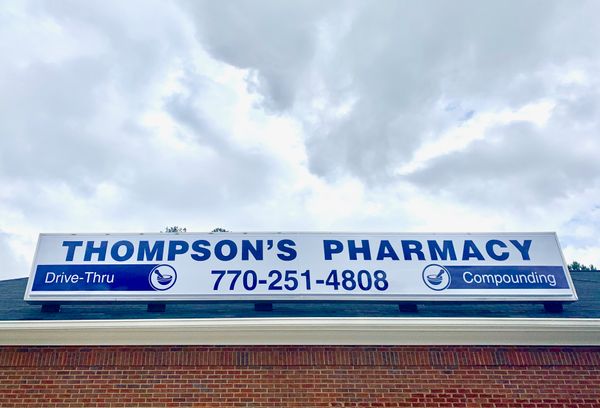 THOMPSON'S PHARMACY
Drive-Thru 770-251-4808 Compounding